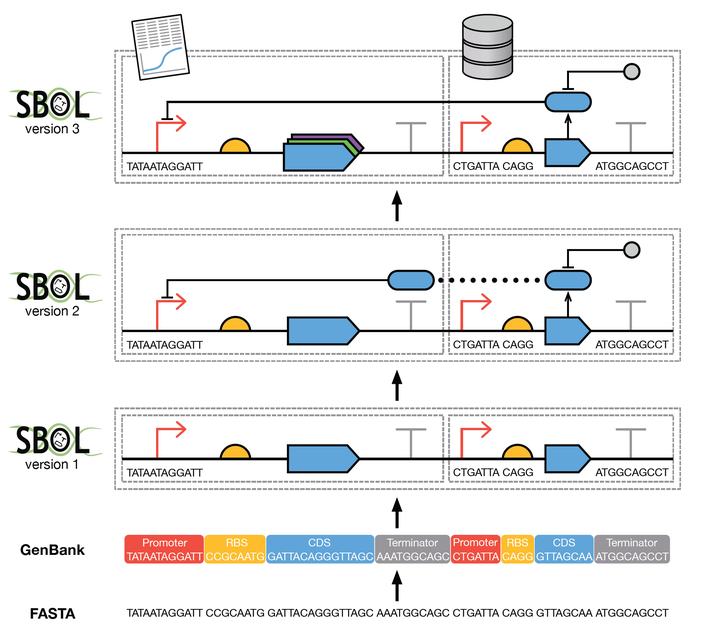 SBOL
version 3
TATAATAGGATT
CTGATTA CAGG
ATGGCAGCCT
SBOL
version 2
TATAATAGGATT
CTGATTA CAGG
ATGGCAGCCT
SBOL
version 1
TATAATAGGATT
CTGATTA CAGG
ATGGCAGCCT
GenBank
Promoter RBS CDS Terminator Promoter RBS CDS Terminator
TATAATAGGATT CCGCAATG GATTACAGGGTTAGC AAATGGCAGC CTGATTA CAGG GTTAGCAA ATGGCAGCCT
FASTA
TATAATAGGATT CCGCAATG GATTACAGGGTTAGC AAATGGCAGC CTGATTA CAGG GTTAGCAA ATGGCAGCCT